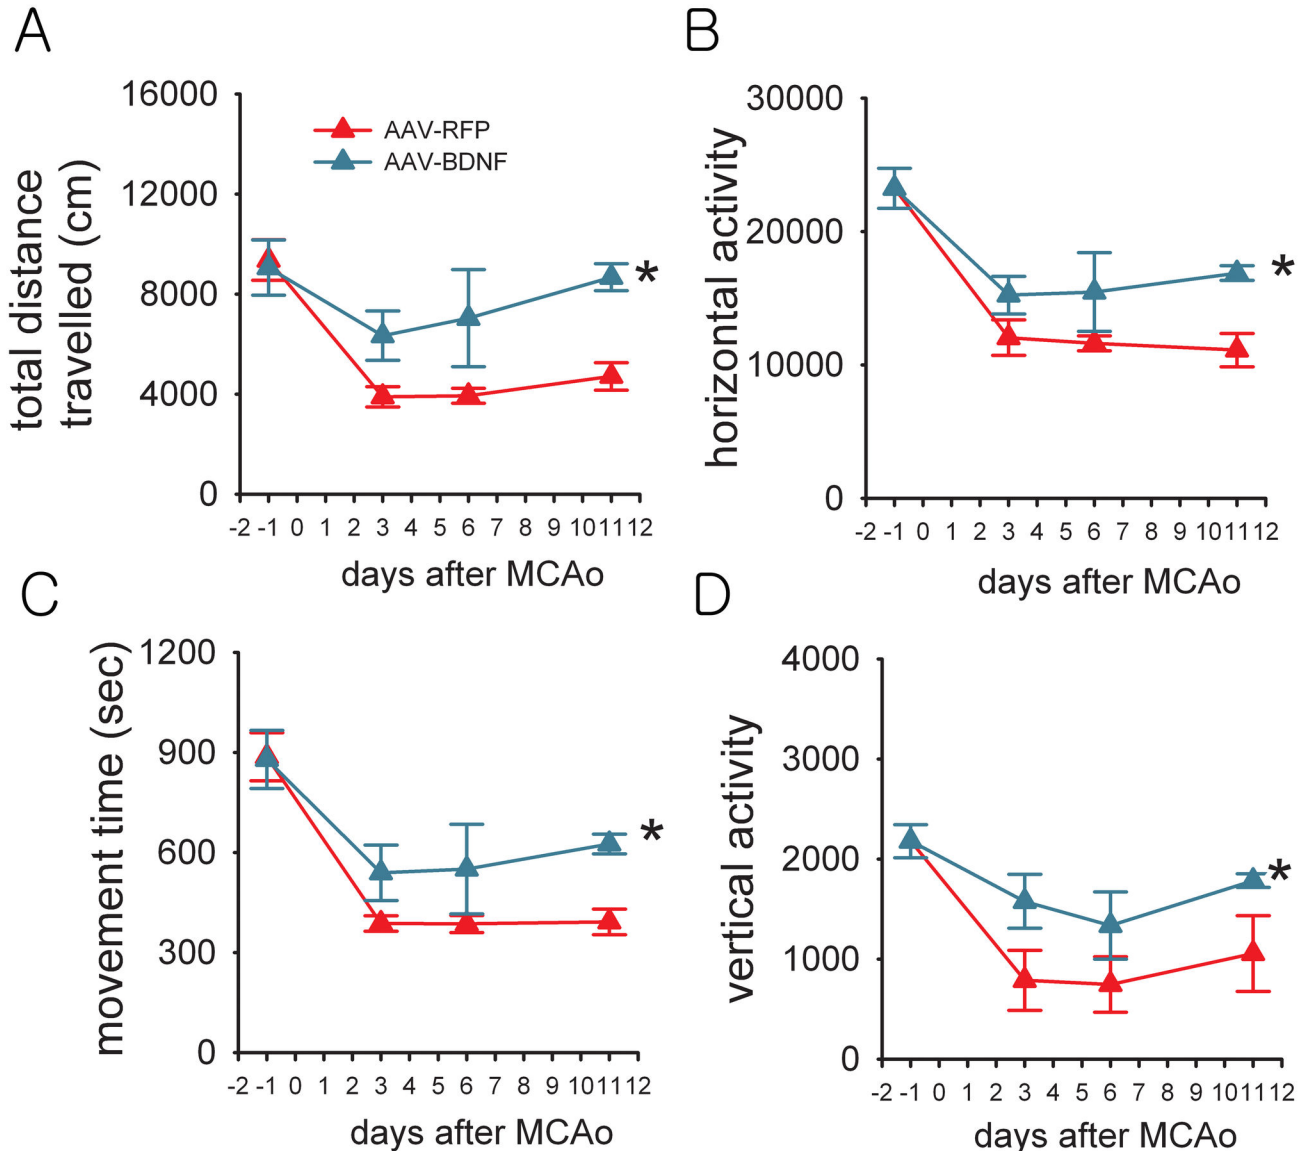 A
total distance
travelled (cm)
16000
12000
8000
4000
0
AAV-RFP
AAV-BDNF
*
-2 -1 0 1 2 3 4 5 6 7 8 9 10 11 12
days after MCAo
B
horizontal activity
30000
20000
10000
0
*
-2 -1 0 1 2 3 4 5 6 7 8 9 10 11 12
days after MCAo
C
movement time (sec)
1200
900
600
300
0
*
-2 -1 0 1 2 3 4 5 6 7 8 9 10 11 12
days after MCAo
D
vertical activity
4000
3000
2000
1000
0
*
-2 -1 0 1 2 3 4 5 6 7 8 9 10 11 12
days after MCAo